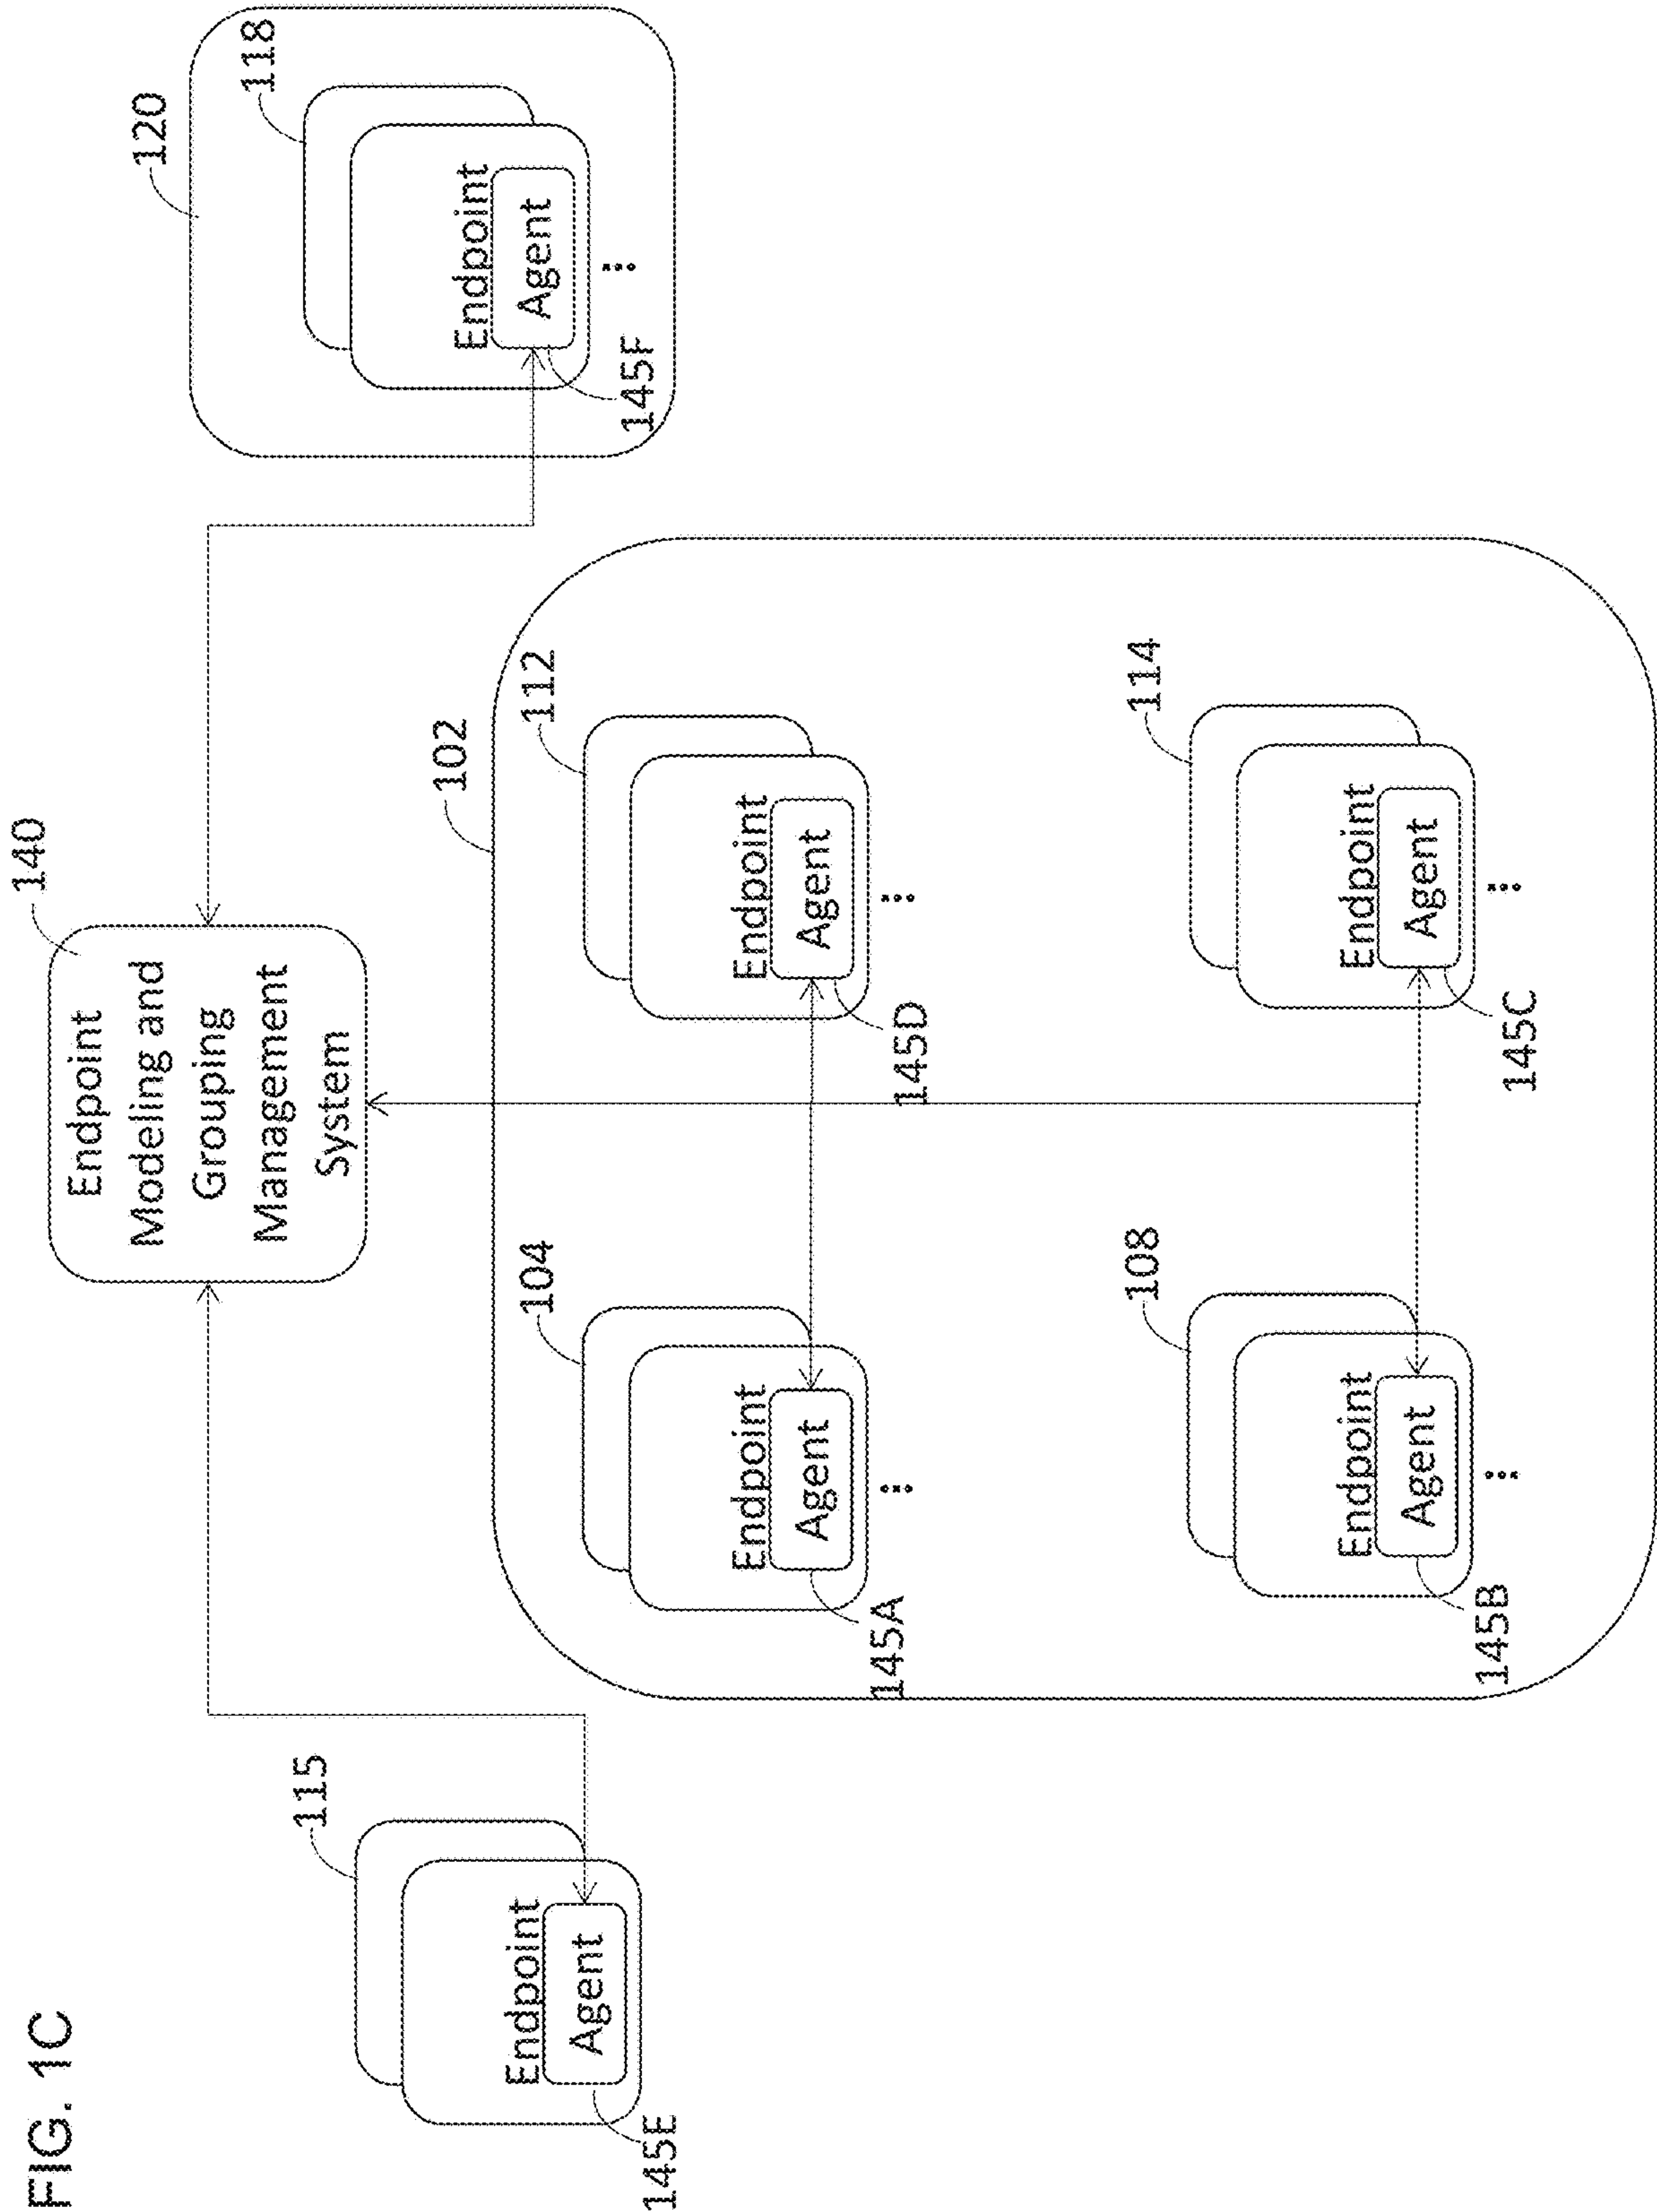 FIG. 1C
140
Endpoint
Modeling and
Grouping
Management
System
120
118
Endpoint
Agent
...
145F
115
Endpoint
Agent
145E
102
104
Endpoint
Agent
...
145A
112
Endpoint
Agent
...
145D
108
Endpoint
Agent
...
145B
114
Endpoint
Agent
...
145C